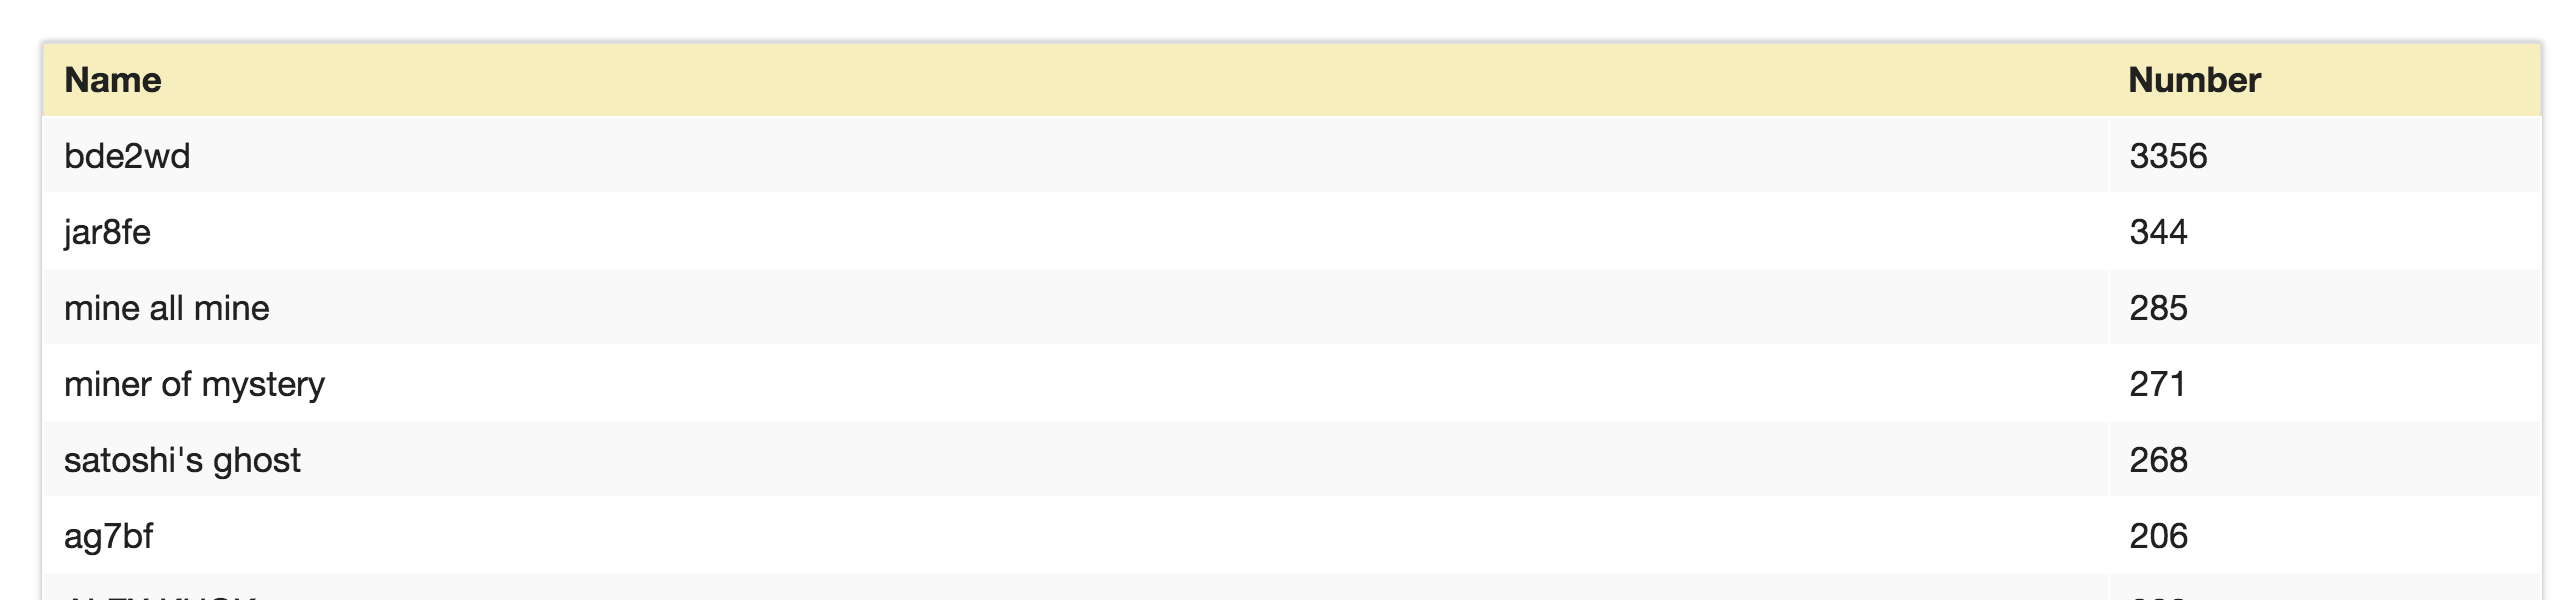 Name Number
bde2wd 3356
jar8fe 344
mine all mine 285
miner of mystery 271
satoshi's ghost 268
ag7bf 206